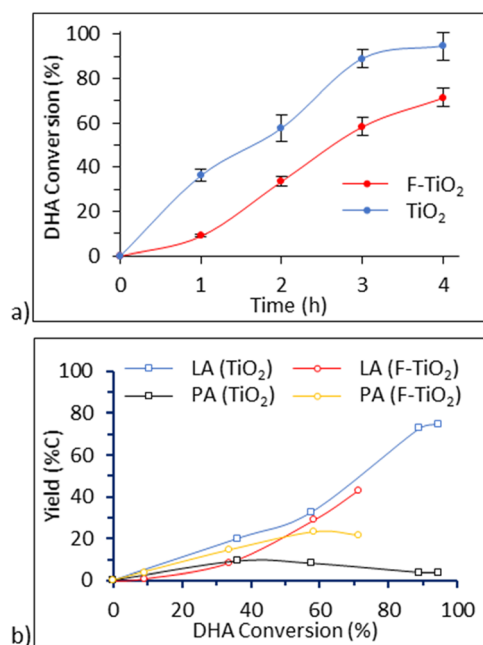 a)
DHA Conversion (%)
100
80
60
40
20
0
F-TiO₂
TiO₂
0 1 2 3 4
Time (h)
b)
LA (TiO₂) LA (F-TiO₂)
PA (TiO₂) PA (F-TiO₂)
Yield (%C)
100
80
60
40
20
0
0 20 40 60 80 100
DHA Conversion (%)